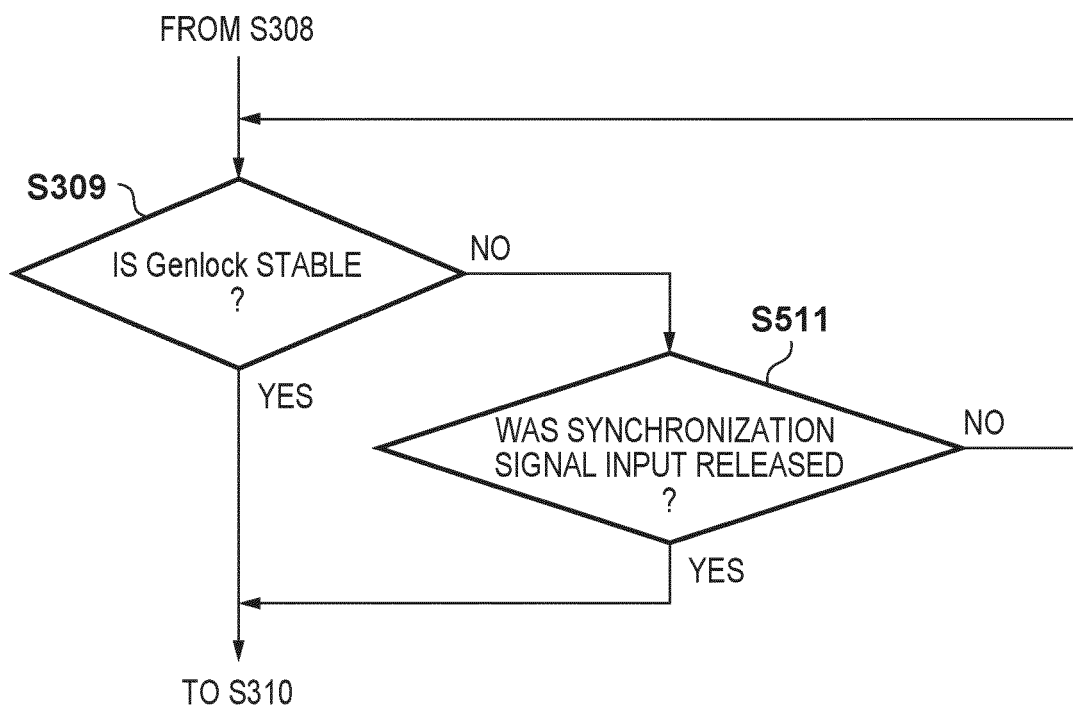 FROM S308
S309
IS Genlock STABLE
?
NO
YES
S511
WAS SYNCHRONIZATION
SIGNAL INPUT RELEASED
?
NO
YES
TO S310